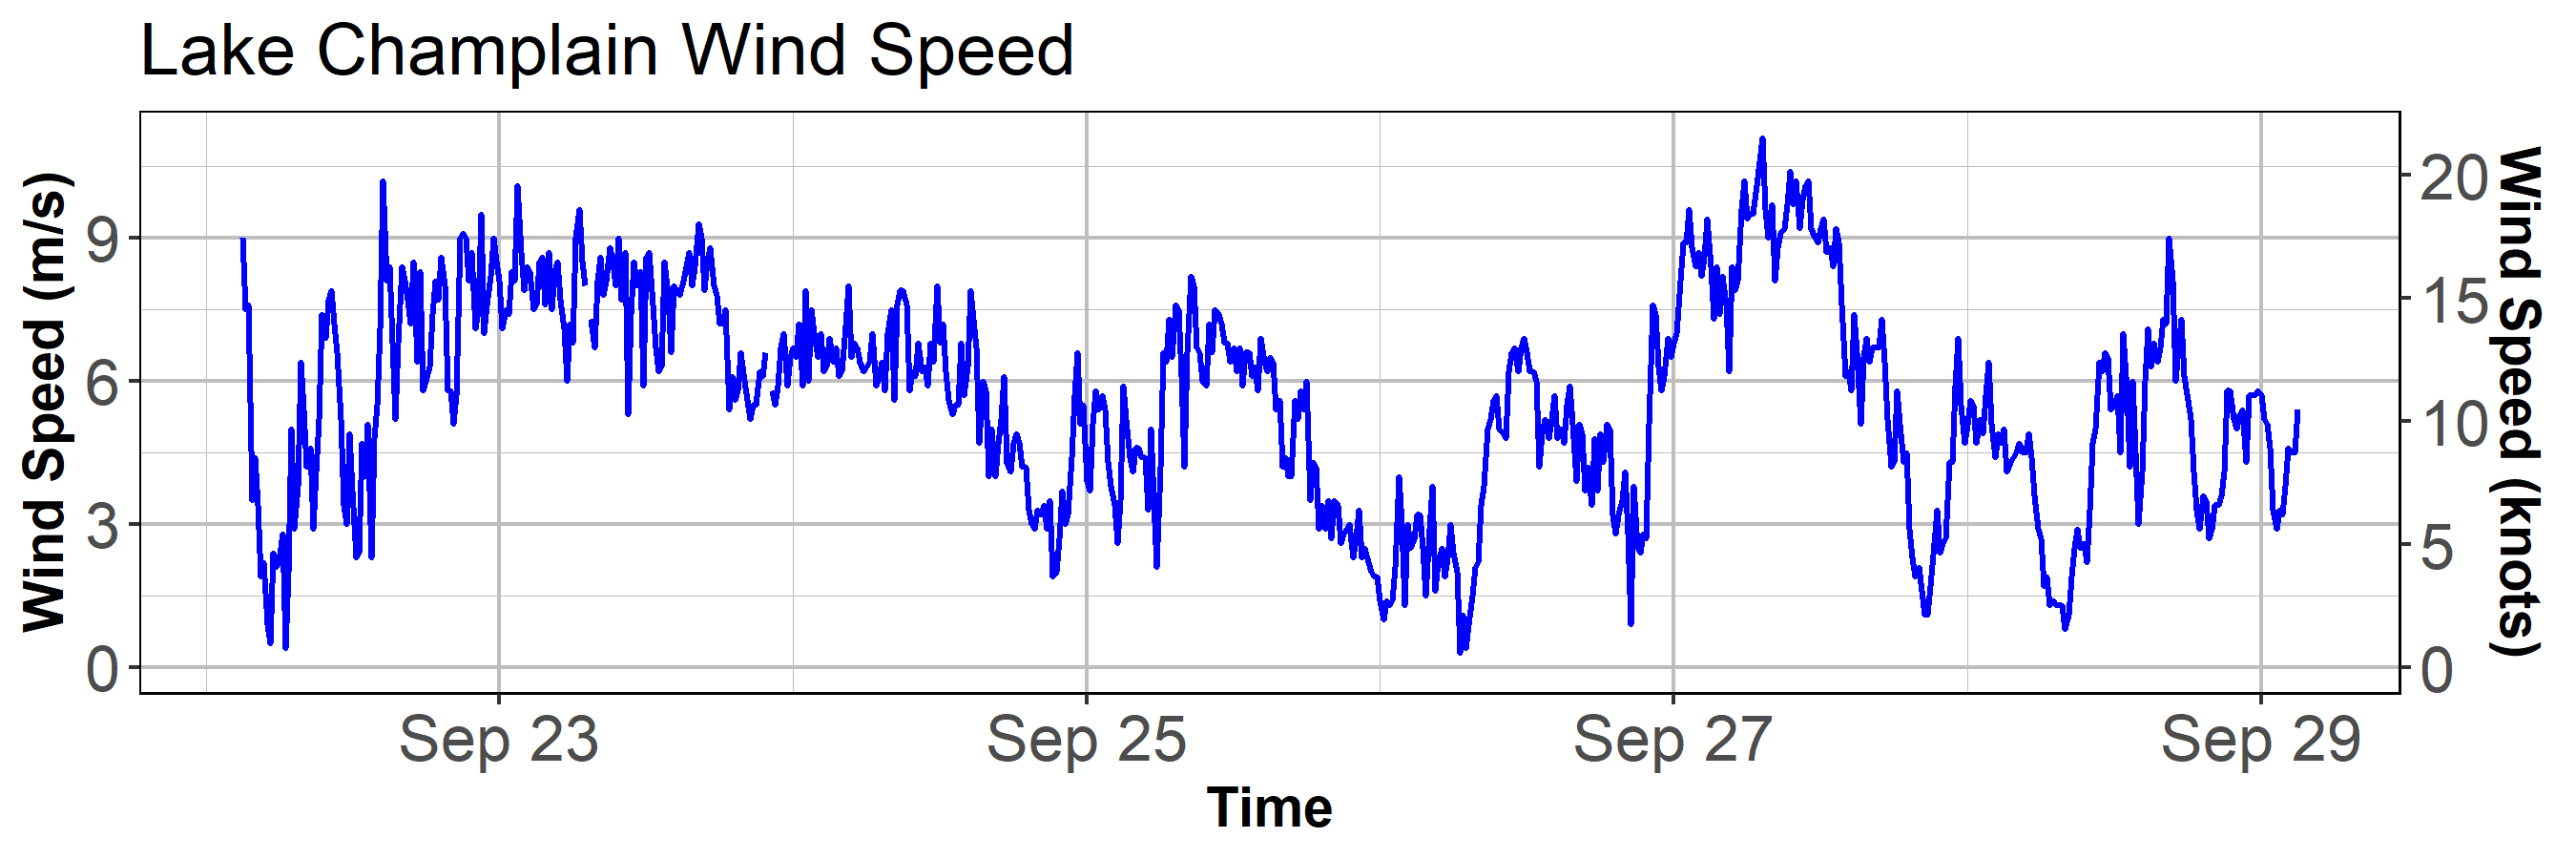 Lake Champlain Wind Speed
Wind Speed (m/s)
9
6
3
0
20
15
10
5
0
Wind Speed (knots)
Sep 23
Sep 25
Sep 27
Sep 29
Time